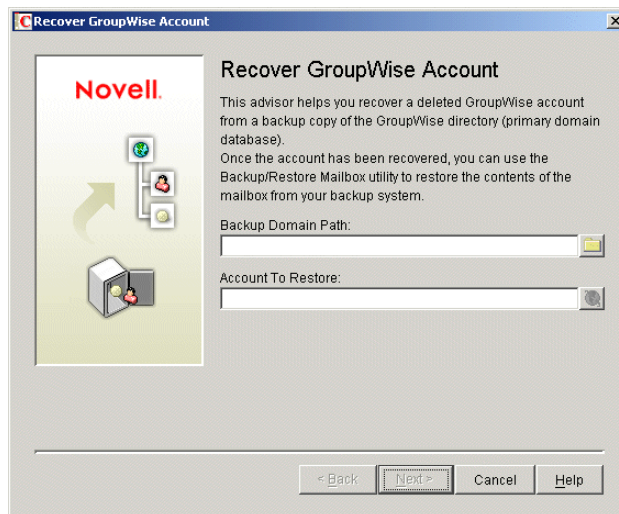 Recover GroupWise Account
Novell.
Recover GroupWise Account
This advisor helps you recover a deleted GroupWise account
from a backup copy of the GroupWise directory (primary domain
database).
Once the account has been recovered, you can use the
Backup/Restore Mailbox utility to restore the contents of the
mailbox from your backup system.
Backup Domain Path:
Account To Restore:
< Back Next > Cancel Help